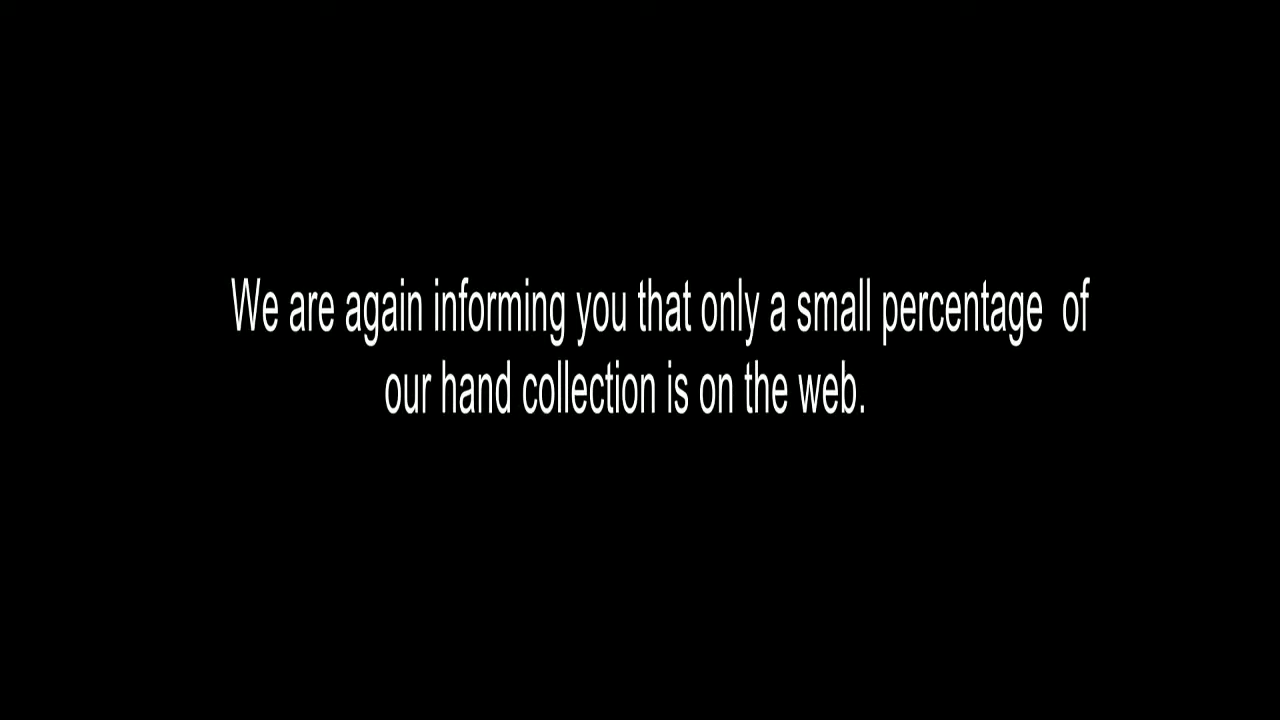 We are again informing you that only a small percentage  of
our hand collection is on the web.